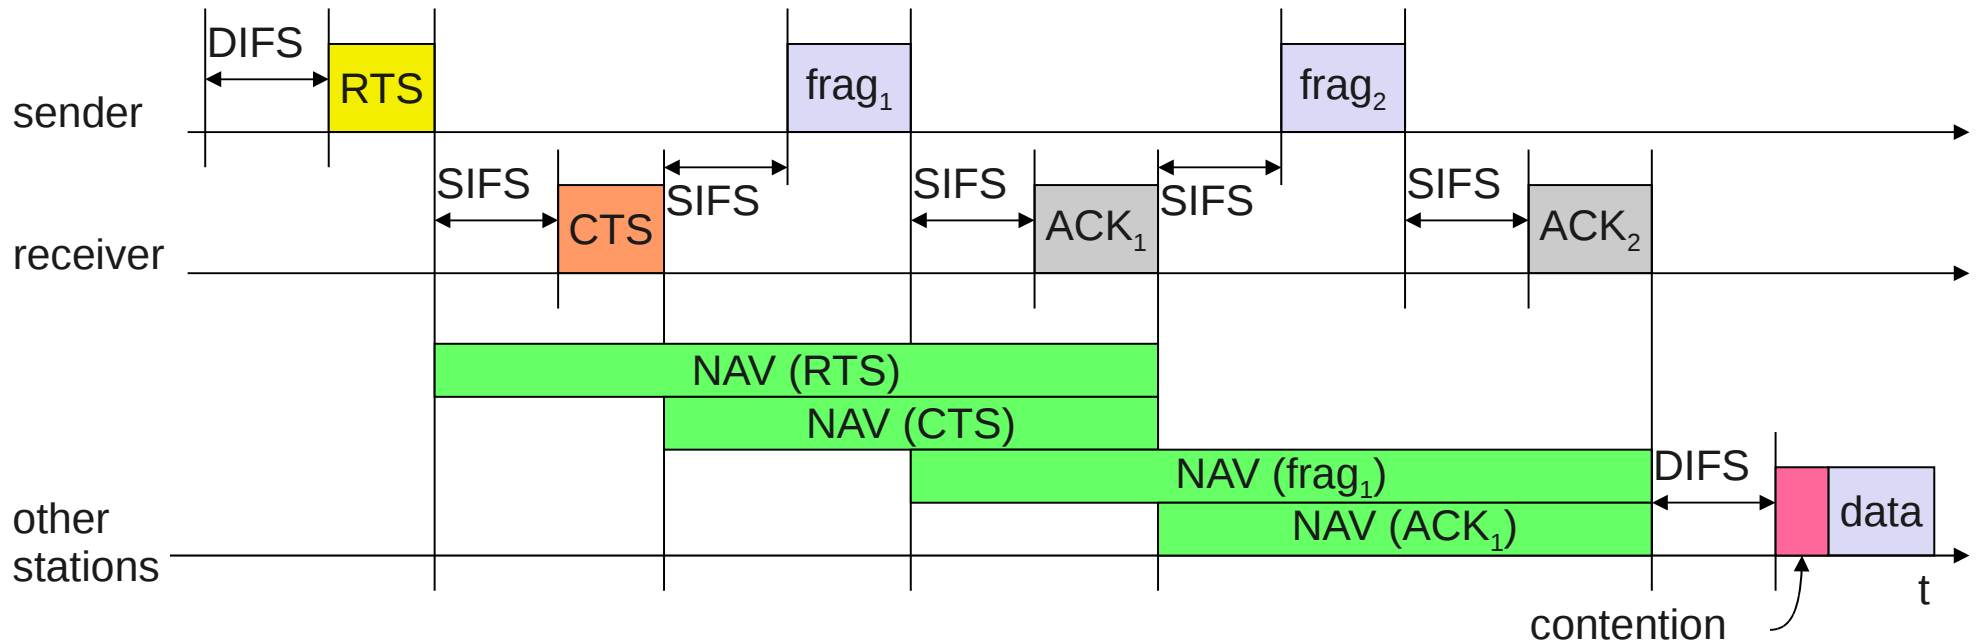 DIFS
RTS
frag1
frag2
sender
SIFS
CTS
SIFS
SIFS
ACK1
SIFS
SIFS
ACK2
receiver
NAV (RTS)
NAV (CTS)
NAV (frag1)
NAV (ACK1)
DIFS
data
other
stations
t
contention